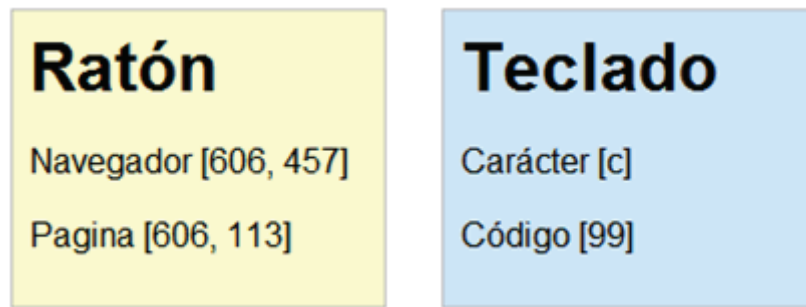 Ratón
Navegador [606, 457]
Pagina [606, 113]
Teclado
Carácter [c]
Código [99]